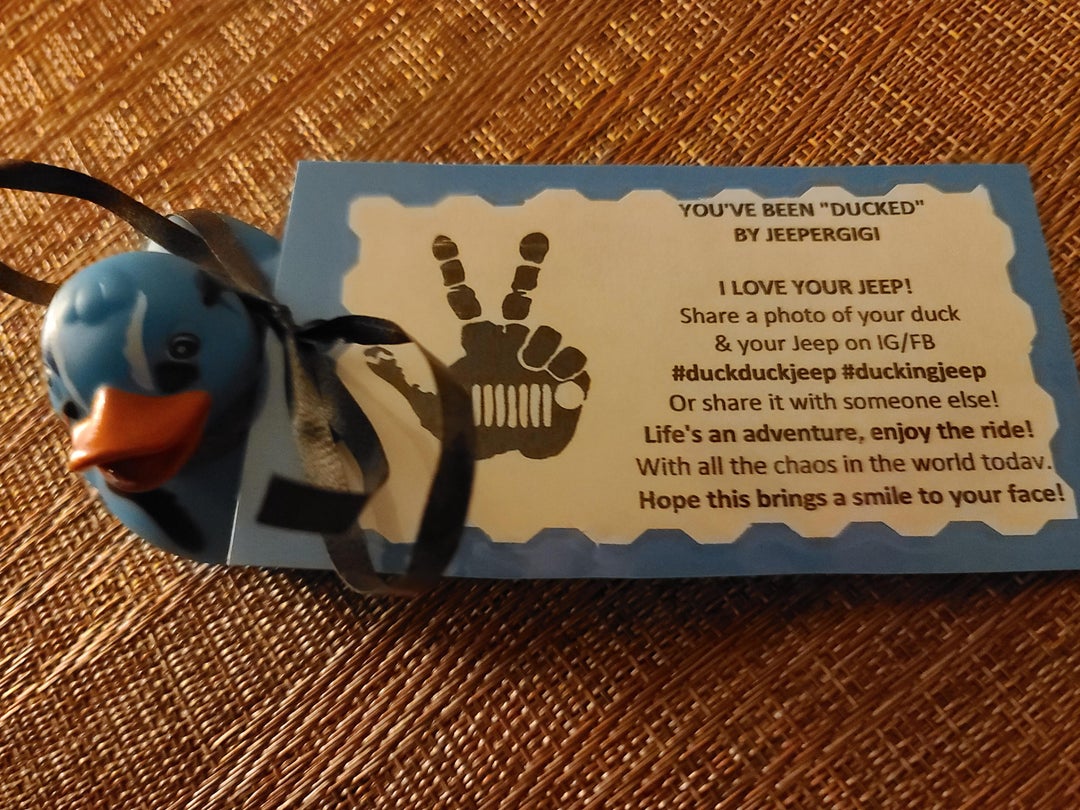 YOU'VE BEEN "DUCKED"
BY JEEPERGIGI
I LOVE YOUR JEEP!
Share a photo of your duck
& your Jeep on IG/FB
#duckduckjeep #duckingjeep
Or share it with someone else!
Life's an adventure, enjoy the ride!
With all the chaos in the world today.
Hope this brings a smile to your face!